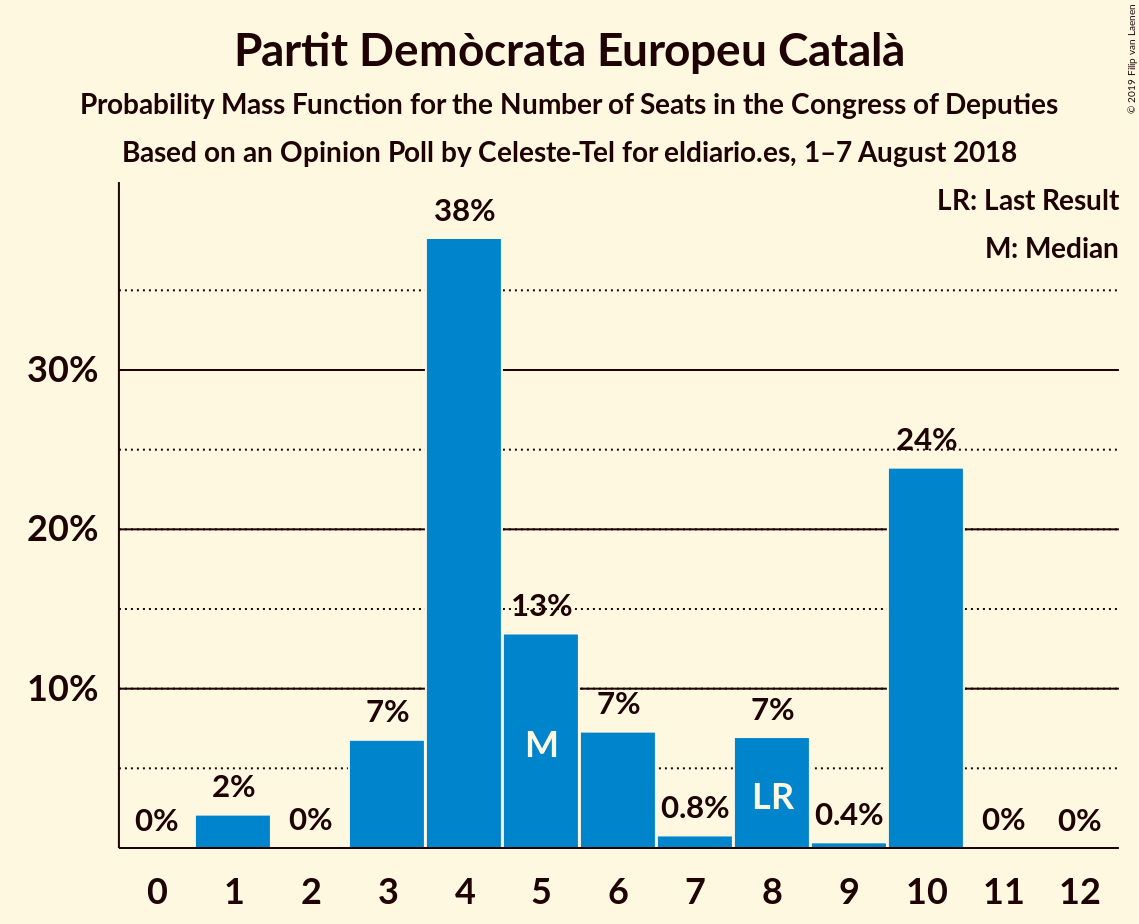 Partit Demòcrata Europeu Català
Probability Mass Function for the Number of Seats in the Congress of Deputies
Based on an Opinion Poll by Celeste-Tel for eldiario.es, 1–7 August 2018
© 2019 Filip van Laenen
LR: Last Result
M: Median
30%
20%
10%
0%
2%
0%
7%
38%
13%
7%
0.8%
7%
0.4%
24%
0%
0%
M
LR
0 1 2 3 4 5 6 7 8 9 10 11 12